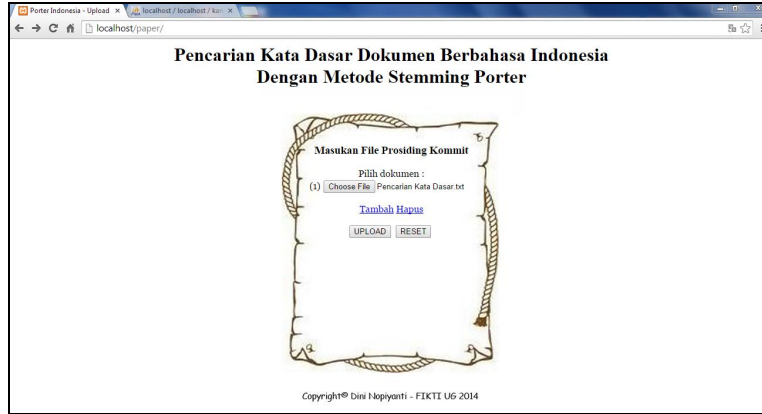 Porter Indonesia - Upload
localhost / localhost / kam
localhost/paper/
Pencarian Kata Dasar Dokumen Berbahasa Indonesia
Dengan Metode Stemming Porter
Masukan File Prosiding Kommit
Pilih dokumen :
(1) Choose File Pencarian Kata Dasar.txt
Tambah Hapus
UPLOAD RESET
Copyright© Dini Nopiyanti - FIKTI UG 2014